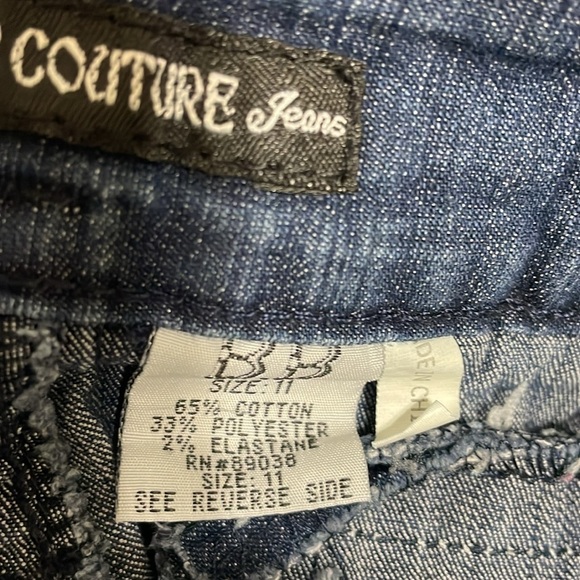 COUTURE Jeans
BB
SIZE: 11
65% COTTON
33% POLYESTER
2% ELASTANE
RN#89038
SIZE: 11
SEE REVERSE SIDE